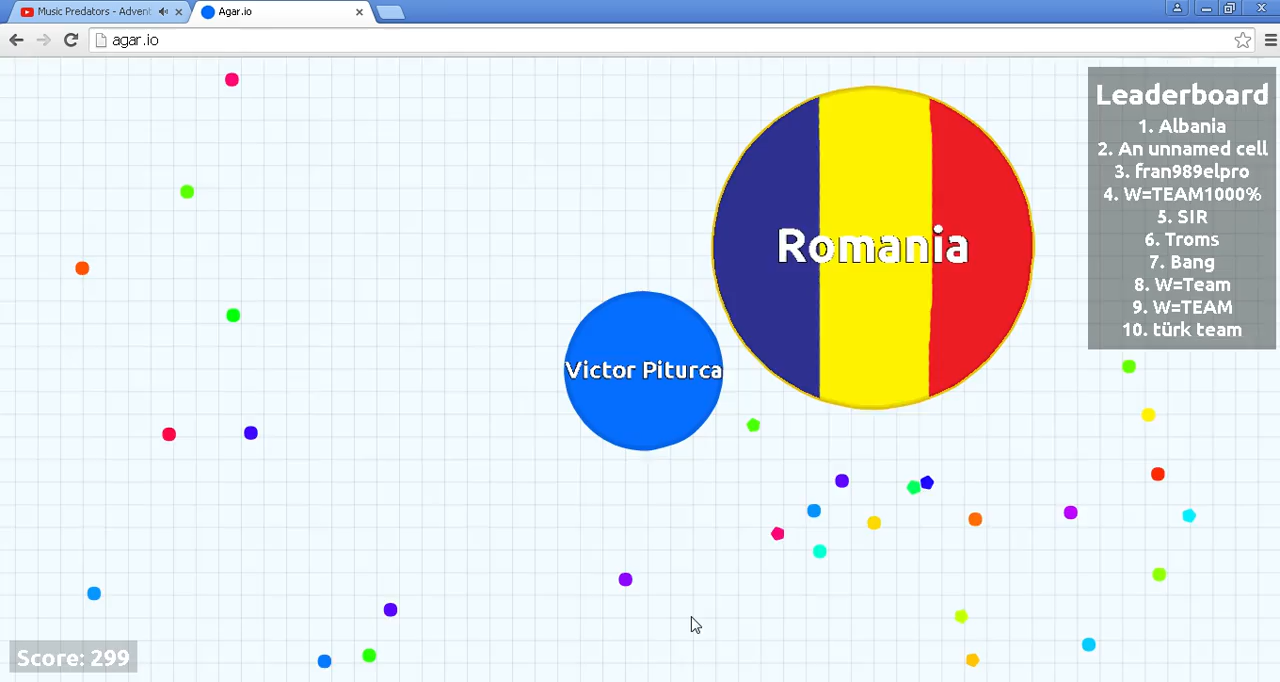 Music Predators - Advent
Agar.io
agar.io
Leaderboard
1. Albania
2. An unnamed cell
3. fran989elpro
4. W=TEAM1000%
5. SIR
6. Troms
7. Bang
8. W=Team
9. W=TEAM
10. türk team
Romania
Victor Piturca
Score: 299